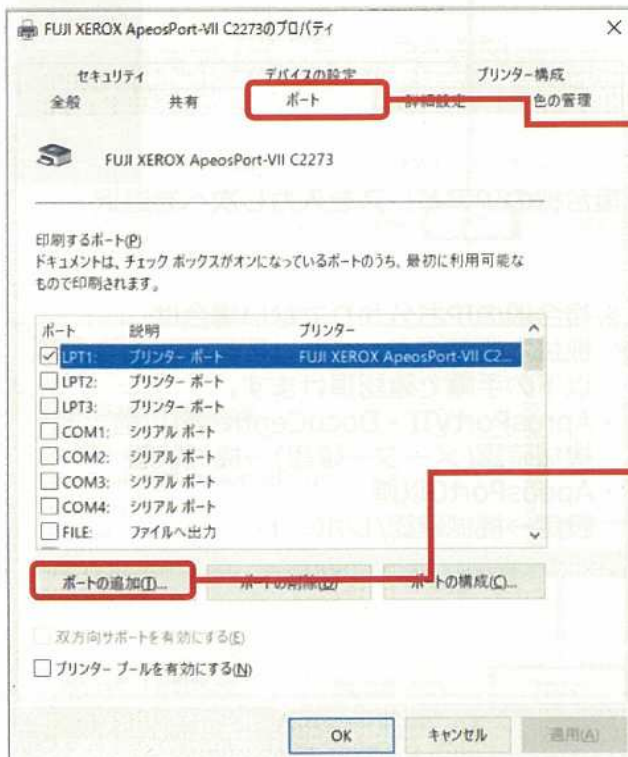 FUJI XEROX ApeosPort-VII C2273のプロパティ
セキュリティ デバイスの設定 プリンター構成
全般 共有 ポート 詳細設定 色の管理
FUJI XEROX ApeosPort-VII C2273
印刷するポート(P)
ドキュメントは、チェック ボックスがオンになっているポートのうち、最初に利用可能な
もので印刷されます。
ポート 説明 プリンター
LPT1: プリンター ポート FUJI XEROX ApeosPort-VII C2...
LPT2: プリンター ポート
LPT3: プリンター ポート
COM1: シリアル ポート
COM2: シリアル ポート
COM3: シリアル ポート
COM4: シリアル ポート
FILE: ファイルへ出力
ポートの追加(T)... ポートの削除(D) ポートの構成(C)...
双方向サポートを有効にする(E)
プリンター プールを有効にする(N)
OK キャンセル 適用(A)